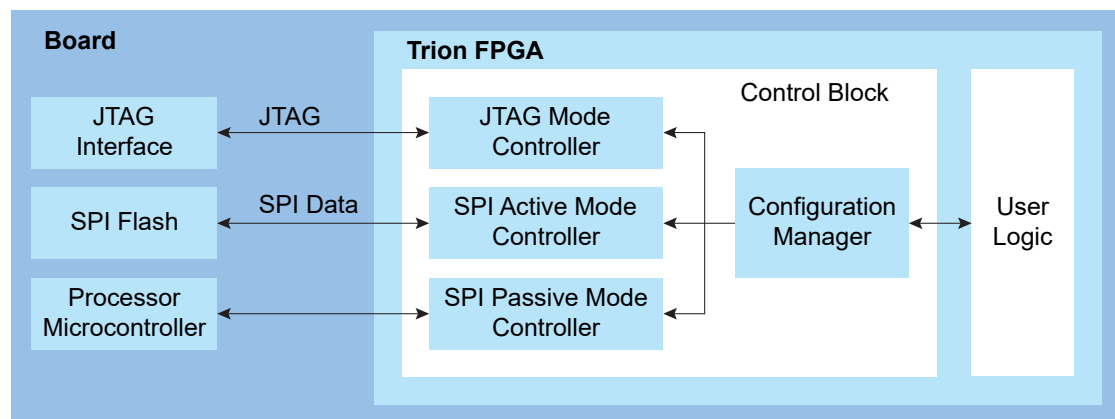 Board
Trion FPGA
Control Block
JTAG
Interface
JTAG
JTAG Mode
Controller
SPI Flash
SPI Data
SPI Active Mode
Controller
Configuration
Manager
User
Logic
Processor
Microcontroller
SPI Passive Mode
Controller